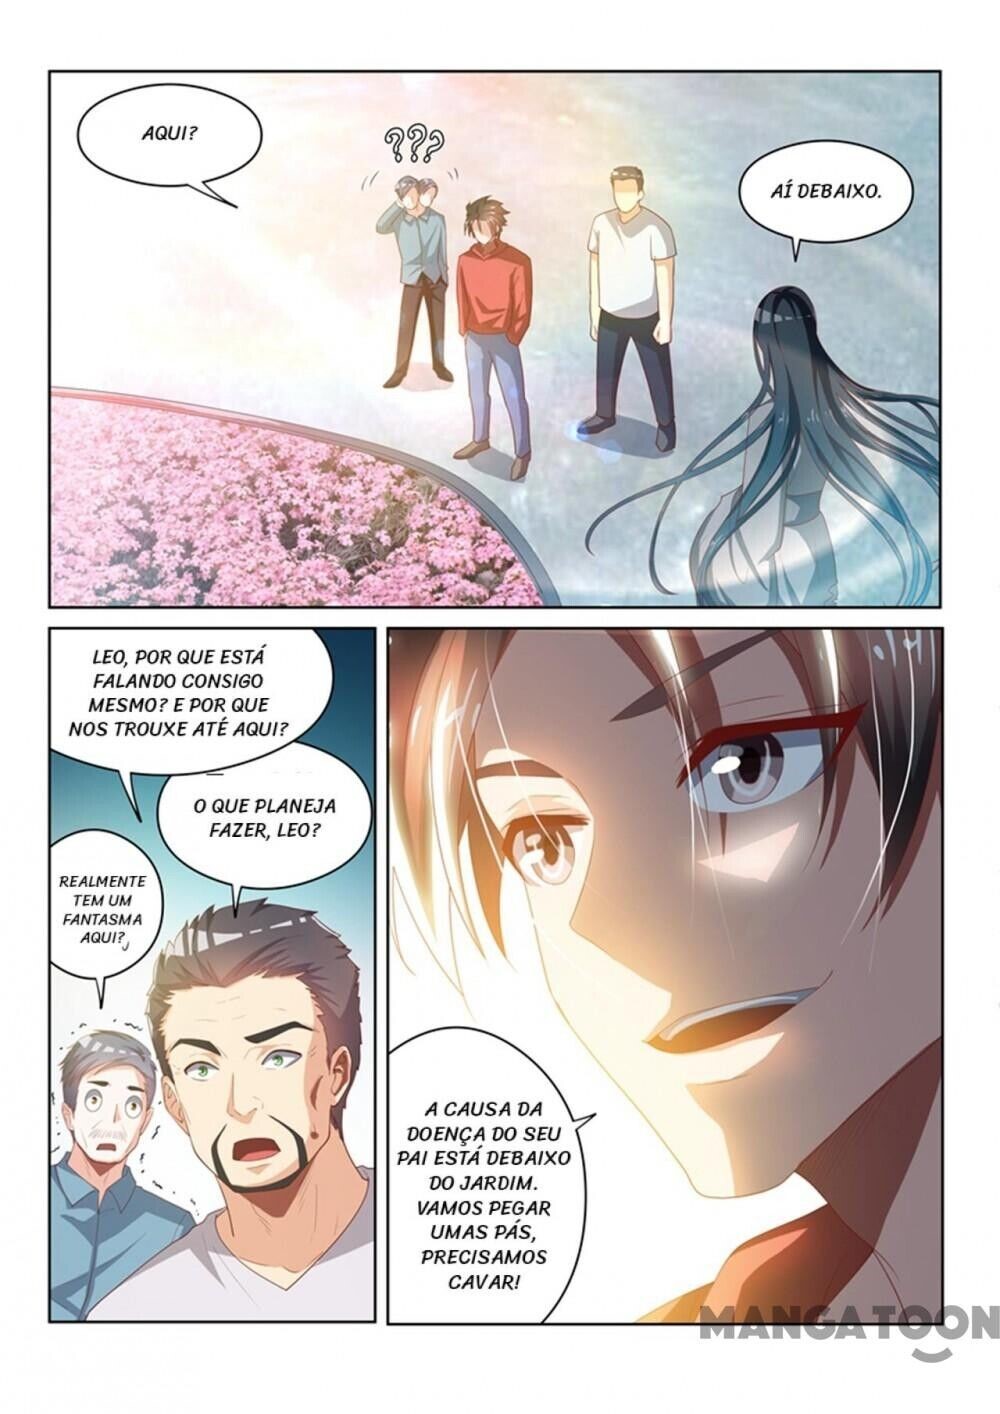 AQUI?
???
AÍ DEBAIXO.
LEO, POR QUE ESTÁ
FALANDO CONSIGO
MESMO? E POR QUE
NOS TROUXE ATÉ AQUI?
O QUE PLANEJA
FAZER, LEO?
REALMENTE
TEM UM
FANTASMA
AQUI?
A CAUSA DA
DOENÇA DO SEU
PAI ESTÁ DEBAIXO
DO JARDIM.
VAMOS PEGAR
UMAS PÁS,
PRECISAMOS
CAVAR!
MANGATOON